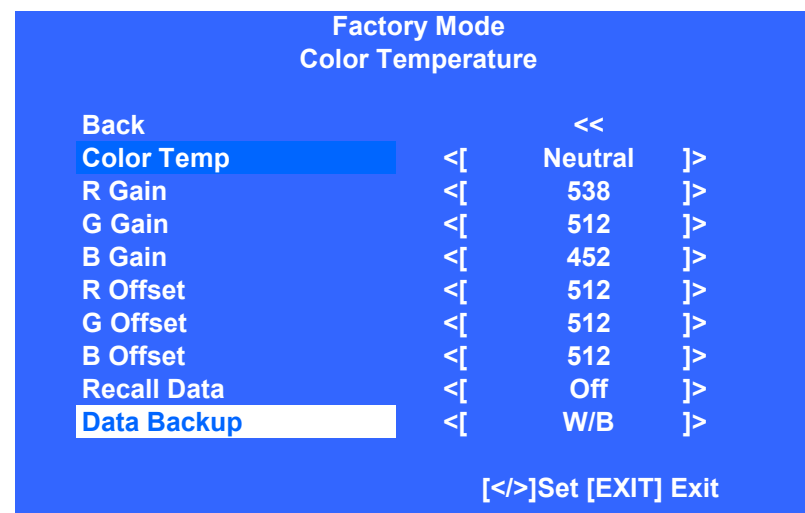 Factory Mode
Color Temperature
Back <<
Color Temp <[ Neutral ]>
R Gain <[ 538 ]>
G Gain <[ 512 ]>
B Gain <[ 452 ]>
R Offset <[ 512 ]>
G Offset <[ 512 ]>
B Offset <[ 512 ]>
Recall Data <[ Off ]>
Data Backup <[ W/B ]>
[</>]Set [EXIT] Exit